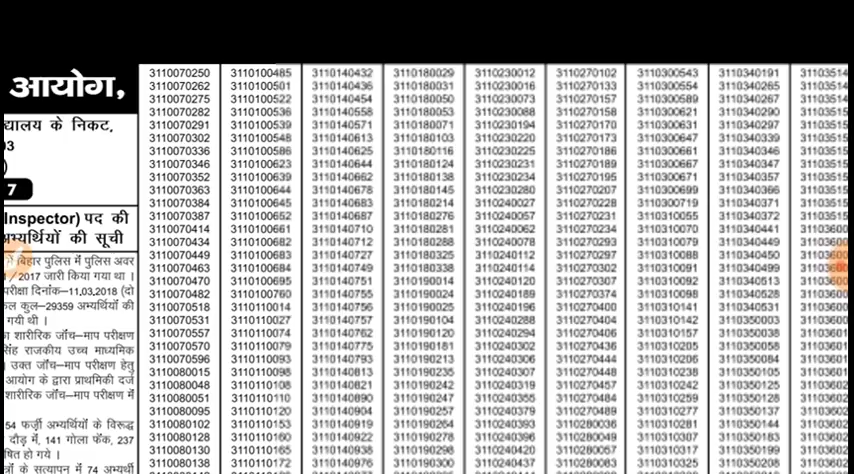 आयोग,
द्यालय के निकट,
03
7
Inspector) पद की
अभ्यर्थियों की सूची
बिहार पुलिस में पुलिस अवर
/ 2017 जारी किया गया था ।
परीक्षा दिनांक–11.03.2018 (दो
कुल–29359 अभ्यर्थियों की
गयी थी ।
शारीरिक जाँच–माप परीक्षण
सिंह राजकीय उच्च माध्यमिक
उक्त जाँच–माप परीक्षण हेतु
आयोग के द्वारा प्राथमिकी दर्ज
शारीरिक जाँच–माप परीक्षण में
54 फर्जी अभ्यर्थियों के विरूद्ध
दौड़ में, 141 गोला फेंक, 237
षित हो गये ।
त्रों के सत्यापन में 74 अभ्यर्थी
3110070250 3110100485 3110140432 3110180029 3110230012 3110270102 3110300543 3110340191
3110070262 3110100501 3110140436 3110180031 3110230016 3110270133 3110300554 3110340265
3110070275 3110100522 3110140454 3110180050 3110230073 3110270157 3110300589 3110340267
3110070282 3110100536 3110140558 3110180053 3110230088 3110270158 3110300621 3110340290
3110070291 3110100539 3110140571 3110180071 3110230194 3110270170 3110300631 3110340297
3110070302 3110100548 3110140613 3110180103 3110230220 3110270173 3110300647 3110340339
3110070336 3110100586 3110140625 3110180116 3110230225 3110270186 3110300661 3110340346
3110070346 3110100623 3110140644 3110180124 3110230231 3110270189 3110300667 3110340347
3110070352 3110100639 3110140662 3110180138 3110230234 3110270195 3110300671 3110340357
3110070363 3110100644 3110140678 3110180145 3110230280 3110270207 3110300699 3110340366
3110070384 3110100645 3110140683 3110180214 3110240027 3110270228 3110300719 3110340371
3110070387 3110100652 3110140687 3110180276 3110240057 3110270231 3110310055 3110340372
3110070414 3110100661 3110140710 3110180281 3110240062 3110270270 3110310070 3110340441
3110070434 3110100682 3110140712 3110180288 3110240078 3110270293 3110310079 3110340449
3110070449 3110100683 3110140727 3110180325 3110240112 3110270297 3110310088 3110340450
3110070463 3110100684 3110140749 3110180338 3110240114 3110270302 3110310091 3110340499
3110070470 3110100695 3110140751 3110190014 3110240120 3110270307 3110310092 3110340513
3110070482 3110100760 3110140755 3110190024 3110240189 3110270374 3110310098 3110340528
3110070518 3110110014 3110140756 3110190025 3110240196 3110270400 3110310141 3110340531
3110070531 3110110027 3110140757 3110190104 3110240288 3110270404 3110310142 3110350003
3110070557 3110110074 3110140762 3110190120 3110240294 3110270406 3110310157 3110350038
3110070570 3110110079 3110140775 3110190181 3110240302 3110270436 3110310205 3110350058
3110070596 3110110093 3110140793 3110190213 3110240306 3110270444 3110310206 3110350084
3110080015 3110110098 3110140813 3110190235 3110240308 3110270448 3110310238 3110350105
3110080048 3110110108 3110140821 3110190242 3110240319 3110270457 3110310242 3110350125
3110080051 3110110110 3110140890 3110190247 3110240355 3110270484 3110310259 3110350128
3110080095 3110110120 3110140904 3110190257 3110240379 3110270489 3110310277 3110350137
3110080102 3110110153 3110140919 3110190264 3110240393 3110280036 3110310281 3110350151
3110080128 3110110160 3110140922 3110190278 3110240396 3110280049 3110310307 3110350183
3110080130 3110110165 3110140968 3110190298 3110240420 3110280057 3110310317 3110350199
3110080138 3110110172 3110140976 3110190300 3110240437 3110280083 3110310325 3110350208